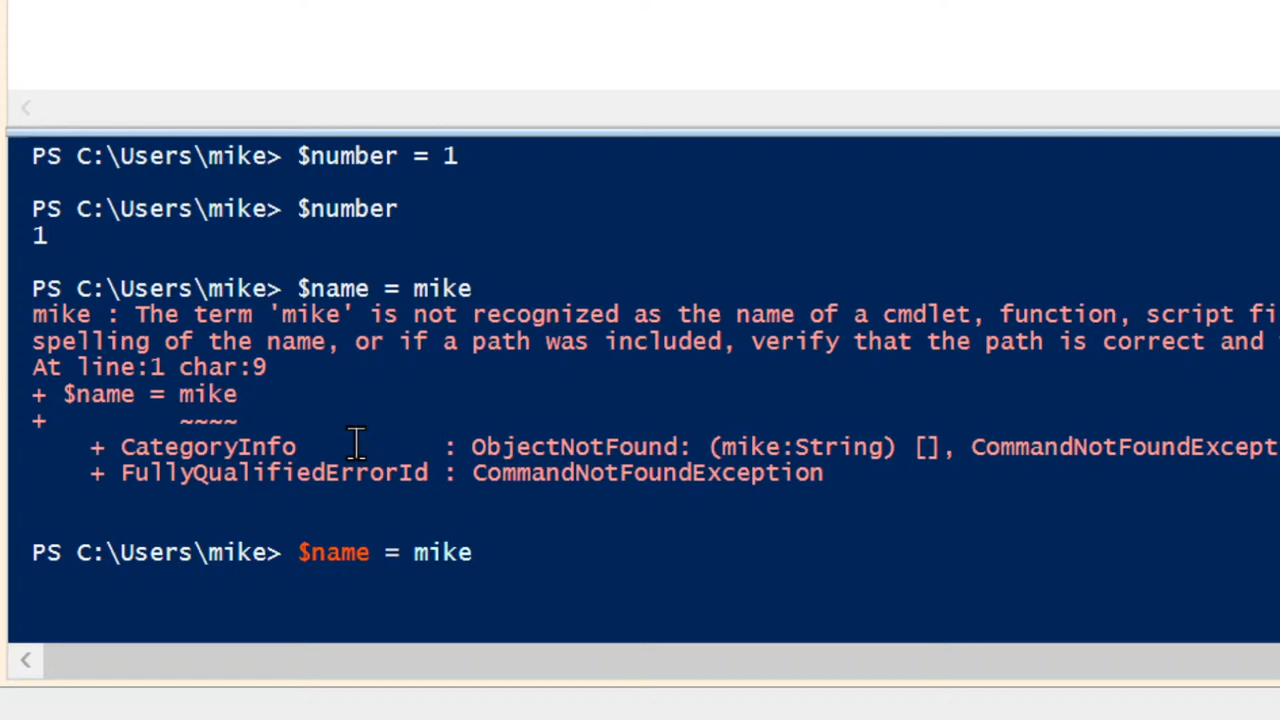 PS C:\Users\mike> $number = 1
PS C:\Users\mike> $number
1
PS C:\Users\mike> $name = mike
mike : The term 'mike' is not recognized as the name of a cmdlet, function, script fi
spelling of the name, or if a path was included, verify that the path is correct and
At line:1 char:9
+ $name = mike
+         ~~~~
    + CategoryInfo          : ObjectNotFound: (mike:String) [], CommandNotFoundExcept
    + FullyQualifiedErrorId : CommandNotFoundException
PS C:\Users\mike> $name = mike